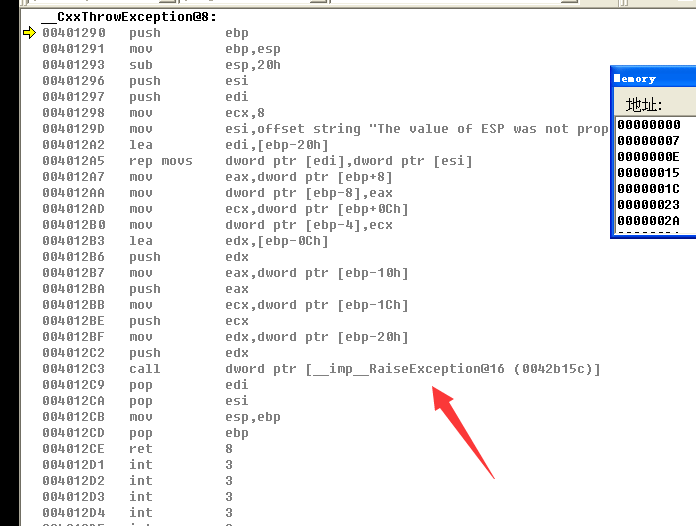 __CxxThrowException@8:
00401290 push ebp
00401291 mov ebp,esp
00401293 sub esp,20h
00401296 push esi
00401297 push edi
00401298 mov ecx,8
0040129D mov esi,offset string "The value of ESP was not prop
004012A2 lea edi,[ebp-20h]
004012A5 rep movs dword ptr [edi],dword ptr [esi]
004012A7 mov eax,dword ptr [ebp+8]
004012AA mov dword ptr [ebp-8],eax
004012AD mov ecx,dword ptr [ebp+0Ch]
004012B0 mov dword ptr [ebp-4],ecx
004012B3 lea edx,[ebp-0Ch]
004012B6 push edx
004012B7 mov eax,dword ptr [ebp-10h]
004012BA push eax
004012BB mov ecx,dword ptr [ebp-1Ch]
004012BE push ecx
004012BF mov edx,dword ptr [ebp-20h]
004012C2 push edx
004012C3 call dword ptr [__imp__RaiseException@16 (0042b15c)]
004012C9 pop edi
004012CA pop esi
004012CB mov esp,ebp
004012CD pop ebp
004012CE ret 8
004012D1 int 3
004012D2 int 3
004012D3 int 3
004012D4 int 3
Memory
地址:
00000000
00000007
0000000E
00000015
0000001C
00000023
0000002A